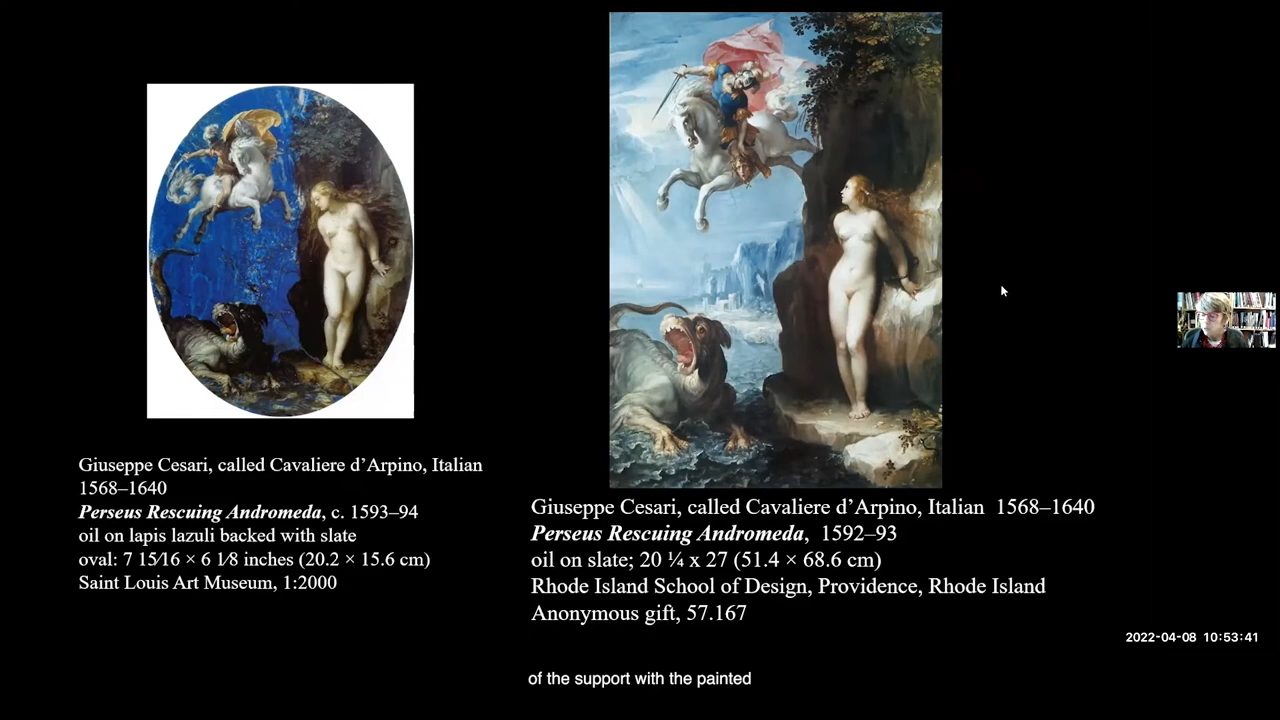 Giuseppe Cesari, called Cavaliere d’Arpino, Italian
1568–1640
Perseus Rescuing Andromeda, c. 1593–94
oil on lapis lazuli backed with slate
oval: 7 15⁄16 × 6 1⁄8 inches (20.2 × 15.6 cm)
Saint Louis Art Museum, 1:2000
Giuseppe Cesari, called Cavaliere d’Arpino, Italian 1568–1640
Perseus Rescuing Andromeda, 1592–93
oil on slate; 20 ¼ x 27 (51.4 × 68.6 cm)
Rhode Island School of Design, Providence, Rhode Island
Anonymous gift, 57.167
2022-04-08 10:53:41
of the support with the painted